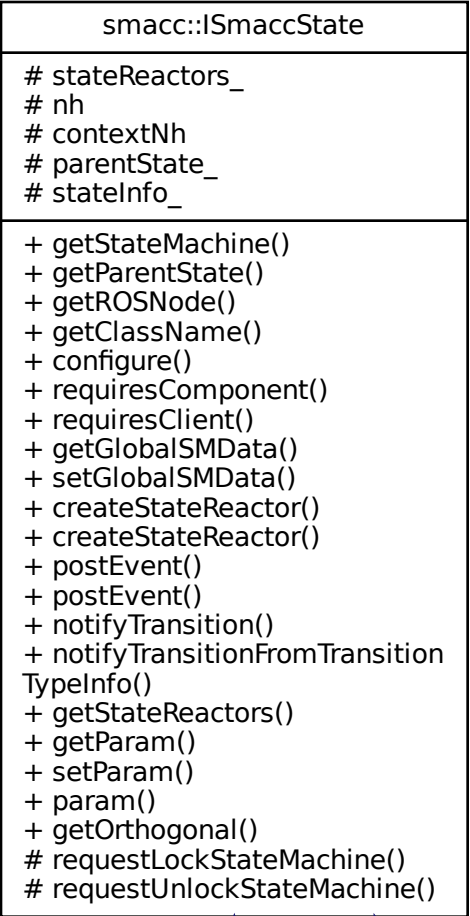 smacc::ISmaccState
# stateReactors_
# nh
# contextNh
# parentState_
# stateInfo_
+ getStateMachine()
+ getParentState()
+ getROSNode()
+ getClassName()
+ configure()
+ requiresComponent()
+ requiresClient()
+ getGlobalSMData()
+ setGlobalSMData()
+ createStateReactor()
+ createStateReactor()
+ postEvent()
+ postEvent()
+ notifyTransition()
+ notifyTransitionFromTransition
TypeInfo()
+ getStateReactors()
+ getParam()
+ setParam()
+ param()
+ getOrthogonal()
# requestLockStateMachine()
# requestUnlockStateMachine()